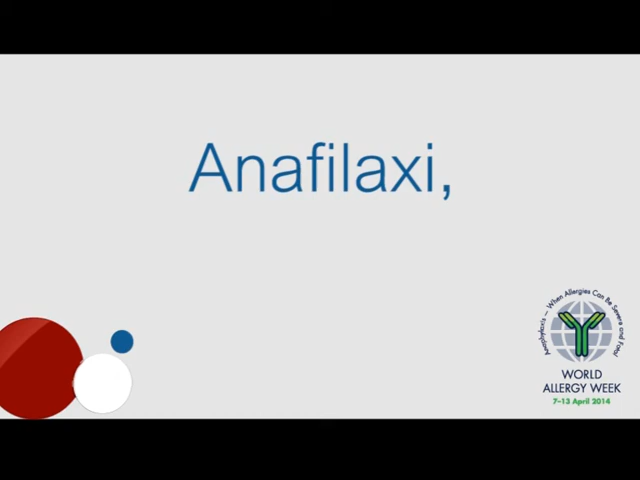 Anafilaxi,
Anaphylaxis – When Allergies Can Be Severe and Fatal
WORLD
ALLERGY WEEK
7–13 April 2014